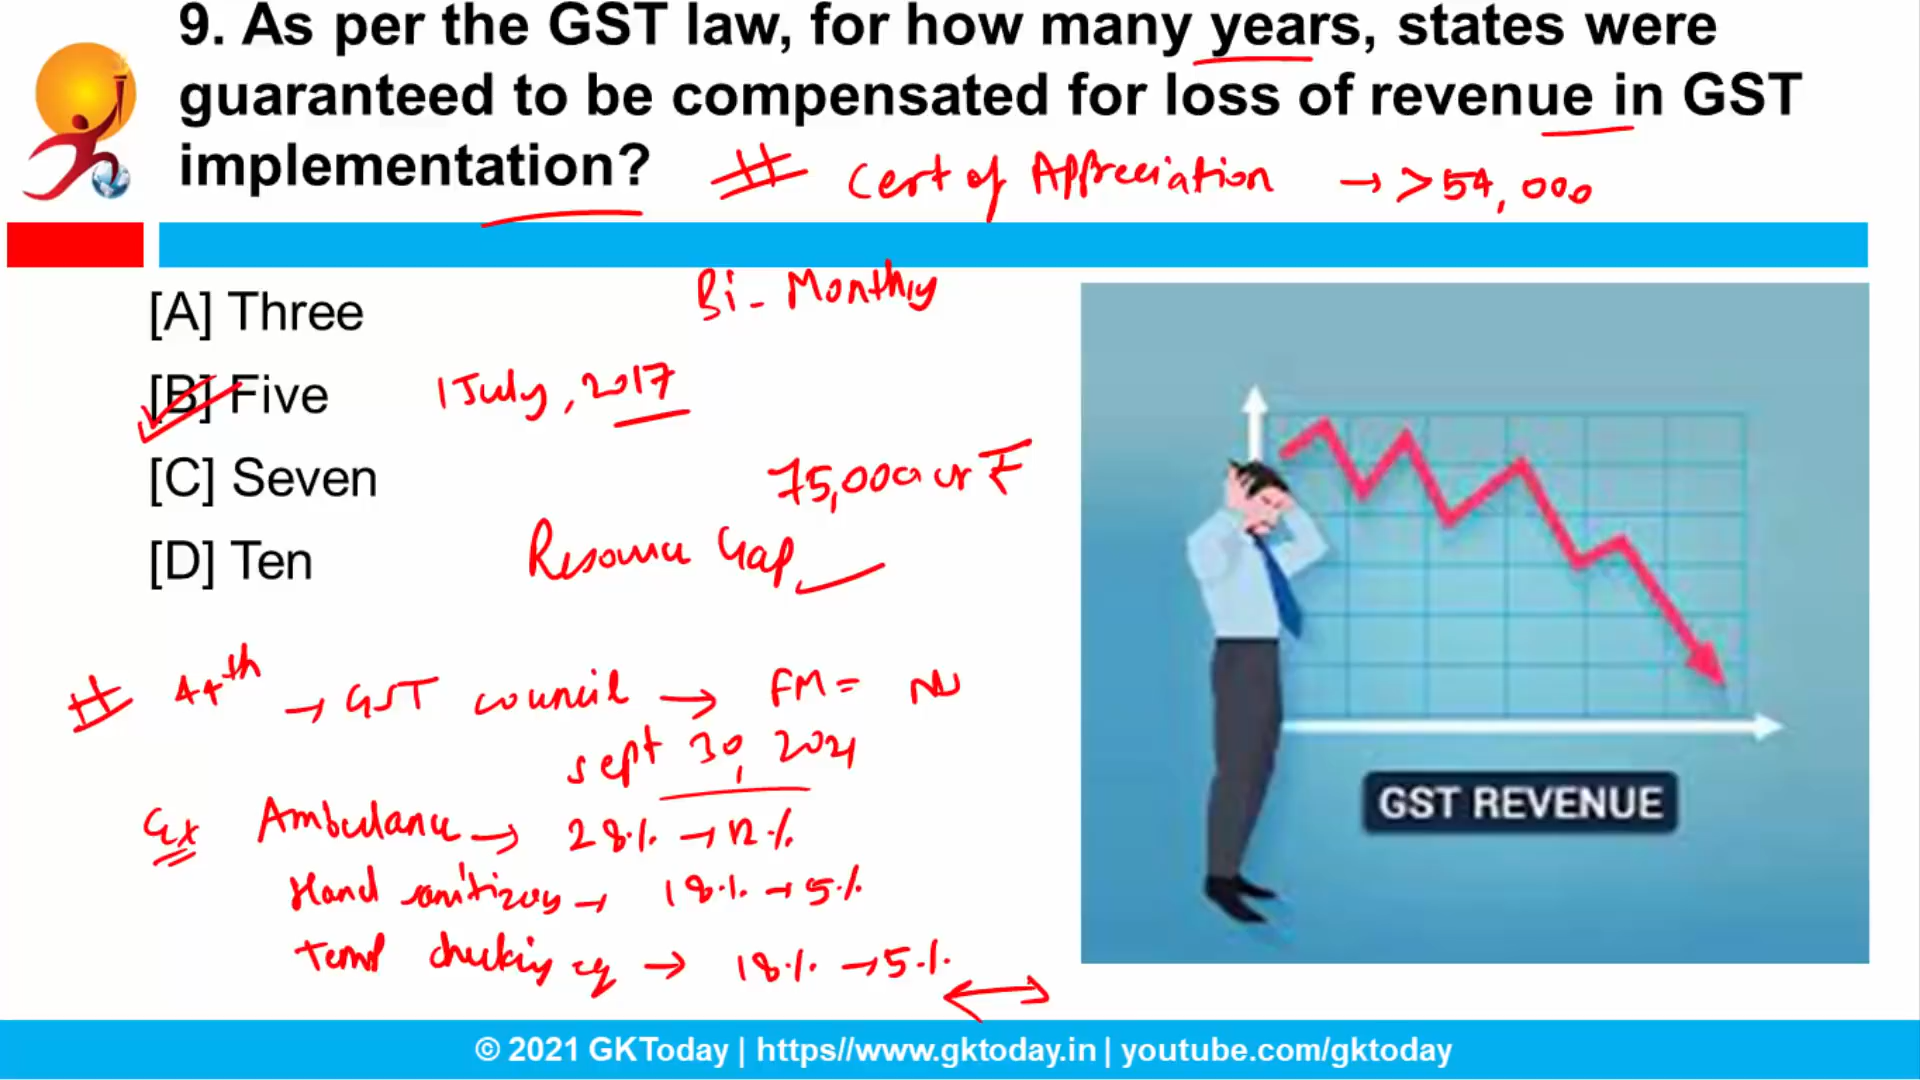 9. As per the GST law, for how many years, states were
guaranteed to be compensated for loss of revenue in GST
implementation?
# Cert of Appreciation → >54,000
Bi-Monthly
[A] Three
[B] Five 1 July, 2017
[C] Seven
75,000 cr ₹
Resource Gap
[D] Ten
# 44th → GST council → FM = NS
Sept 30, 2021
Ex Ambulance → 28% → 12%
Hand sanitizers → 18% → 5%
Temp checking eq → 18% → 5%
GST REVENUE
© 2021 GKToday | https//www.gktoday.in | youtube.com/gktoday